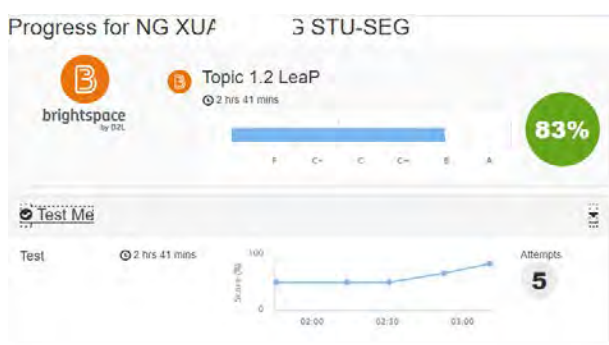 Progress for NG XUA G STU-SEG
brightspace
by D2L
Topic 1.2 LeaP
2 hrs 41 mins
83%
F C- C C+ B A
Test Me
Test
2 hrs 41 mins
100
Score (%)
0
02:00 02:30 03:00
Attempts
5